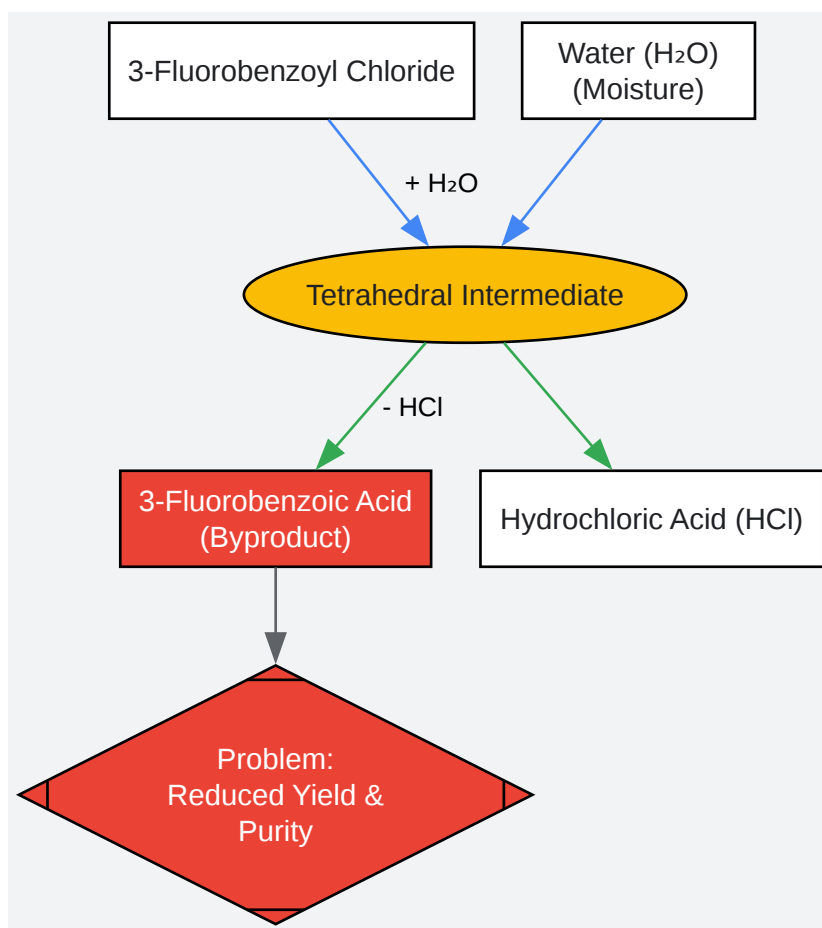 3-Fluorobenzoyl Chloride
Water (H₂O)
(Moisture)
+ H₂O
Tetrahedral Intermediate
- HCl
3-Fluorobenzoic Acid
(Byproduct)
Hydrochloric Acid (HCl)
Problem:
Reduced Yield &
Purity